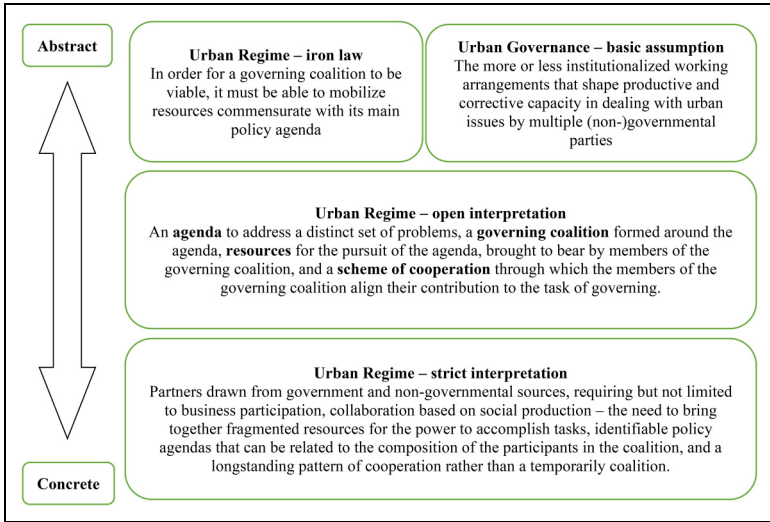 Abstract
Urban Regime – iron law
In order for a governing coalition to be
viable, it must be able to mobilize
resources commensurate with its main
policy agenda
Urban Governance – basic assumption
The more or less institutionalized working
arrangements that shape productive and
corrective capacity in dealing with urban
issues by multiple (non-)governmental
parties
Urban Regime – open interpretation
An agenda to address a distinct set of problems, a governing coalition formed around the
agenda, resources for the pursuit of the agenda, brought to bear by members of the
governing coalition, and a scheme of cooperation through which the members of the
governing coalition align their contribution to the task of governing.
Urban Regime – strict interpretation
Partners drawn from government and non-governmental sources, requiring but not limited
to business participation, collaboration based on social production – the need to bring
together fragmented resources for the power to accomplish tasks, identifiable policy
agendas that can be related to the composition of the participants in the coalition, and a
longstanding pattern of cooperation rather than a temporarily coalition.
Concrete